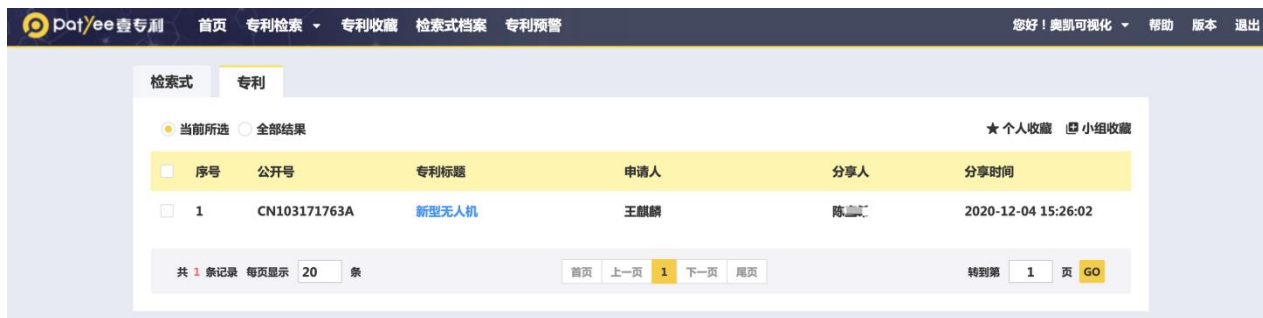 patyee壹专利 首页 专利检索 专利收藏 检索式档案 专利预警 您好！奥凯可视化 帮助 版本 退出
检索式 专利
当前所选 全部结果 个人收藏 小组收藏
序号 公开号 专利标题 申请人 分享人 分享时间
1 CN103171763A 新型无人机 王麒麟 陈 2020-12-04 15:26:02
共 1 条记录 每页显示 20 条 首页 上一页 1 下一页 尾页 转到第 1 页 GO